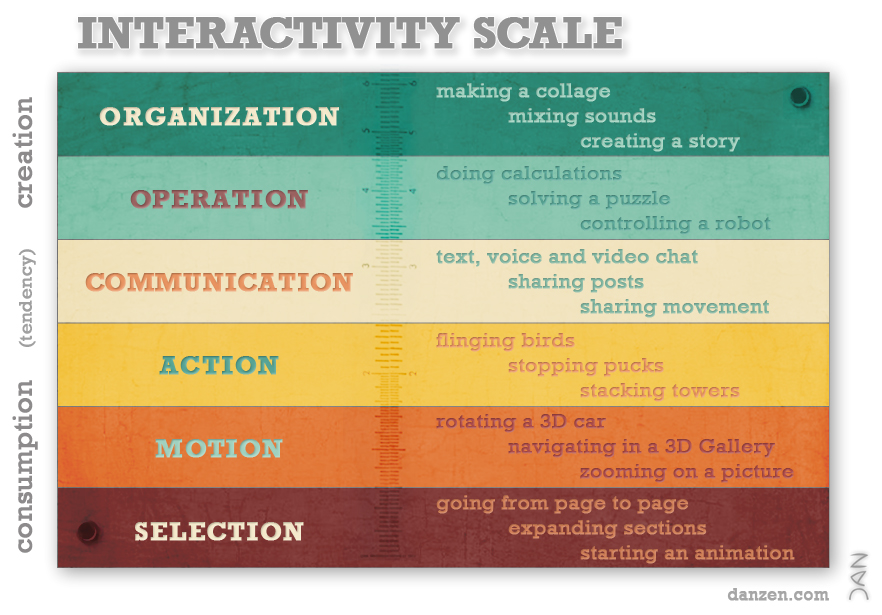 INTERACTIVITY SCALE
creation
(tendency)
consumption
ORGANIZATION
making a collage
mixing sounds
creating a story
OPERATION
doing calculations
solving a puzzle
controlling a robot
COMMUNICATION
text, voice and video chat
sharing posts
sharing movement
ACTION
flinging birds
stopping pucks
stacking towers
MOTION
rotating a 3D car
navigating in a 3D Gallery
zooming on a picture
SELECTION
going from page to page
expanding sections
starting an animation
danzen.com
DAN